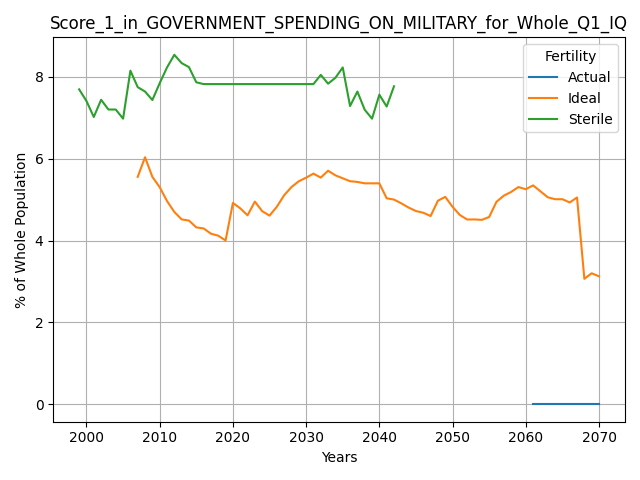 Score_1_in_GOVERNMENT_SPENDING_ON_MILITARY_for_Whole_Q1_IQ
Fertility
Actual
Ideal
Sterile
% of Whole Population
8
6
4
2
0
2000 2010 2020 2030 2040 2050 2060 2070
Years